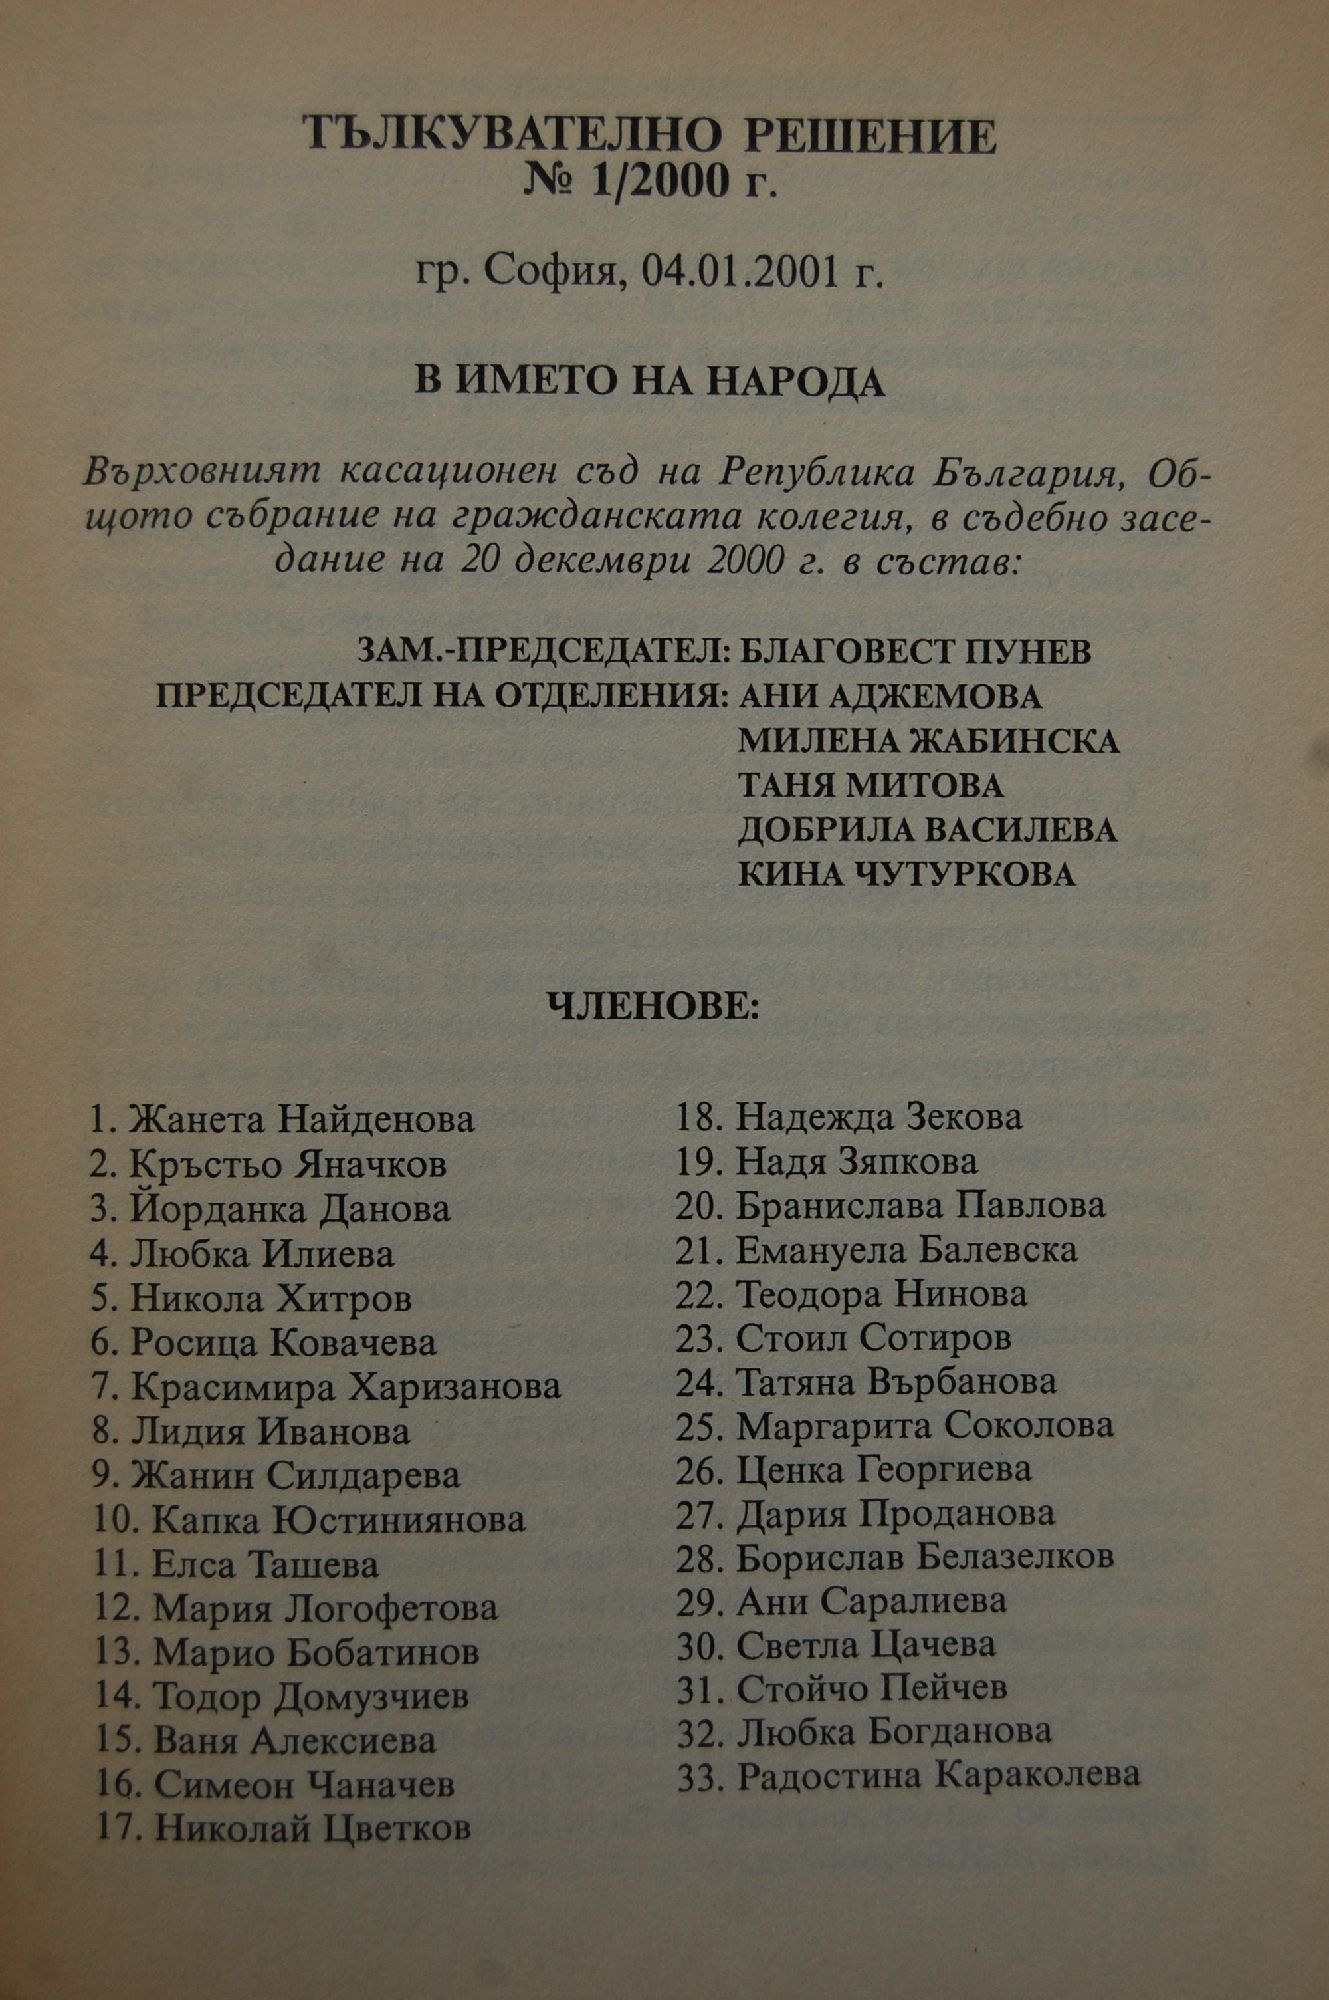 ТЪЛКУВАТЕЛНО РЕШЕНИЕ
№ 1/2000 г.
гр. София, 04.01.2001 г.
В ИМЕТО НА НАРОДА
Върховният касационен съд на Република България, Об-
щото събрание на гражданската колегия, в съдебно засе-
дание на 20 декември 2000 г. в състав:
ЗАМ.-ПРЕДСЕДАТЕЛ: БЛАГОВЕСТ ПУНЕВ
ПРЕДСЕДАТЕЛ НА ОТДЕЛЕНИЯ: АНИ АДЖЕМОВА
МИЛЕНА ЖАБИНСКА
ТАНЯ МИТОВА
ДОБРИЛА ВАСИЛЕВА
КИНА ЧУТУРКОВА
ЧЛЕНОВЕ:
1. Жанета Найденова
2. Кръстьо Яначков
3. Йорданка Данова
4. Любка Илиева
5. Никола Хитров
6. Росица Ковачева
7. Красимира Харизанова
8. Лидия Иванова
9. Жанин Силдарева
10. Капка Юстиниянова
11. Елса Ташева
12. Мария Логофетова
13. Марио Бобатинов
14. Тодор Домузчиев
15. Ваня Алексиева
16. Симеон Чаначев
17. Николай Цветков
18. Надежда Зекова
19. Надя Зяпкова
20. Бранислава Павлова
21. Емануела Балевска
22. Теодора Нинова
23. Стоил Сотиров
24. Татяна Върбанова
25. Маргарита Соколова
26. Ценка Георгиева
27. Дария Проданова
28. Борислав Белазелков
29. Ани Саралиева
30. Светла Цачева
31. Стойчо Пейчев
32. Любка Богданова
33. Радостина Караколева